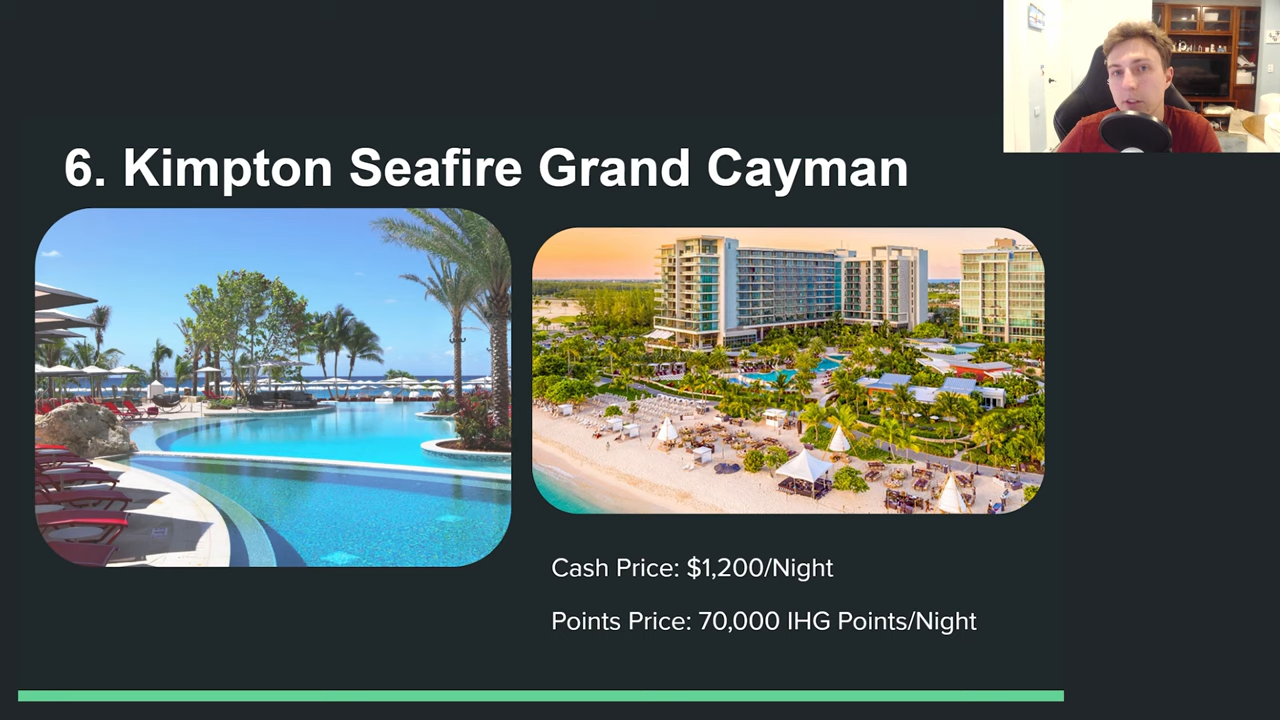 6. Kimpton Seafire Grand Cayman
Cash Price: $1,200/Night
Points Price: 70,000 IHG Points/Night